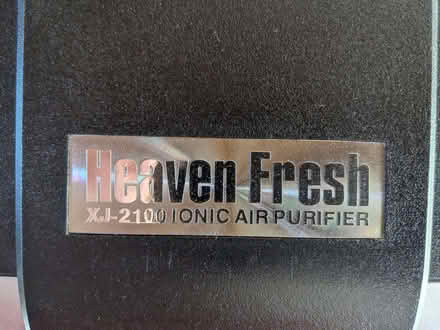 Heaven Fresh
XJ-2100 IONIC AIR PURIFIER